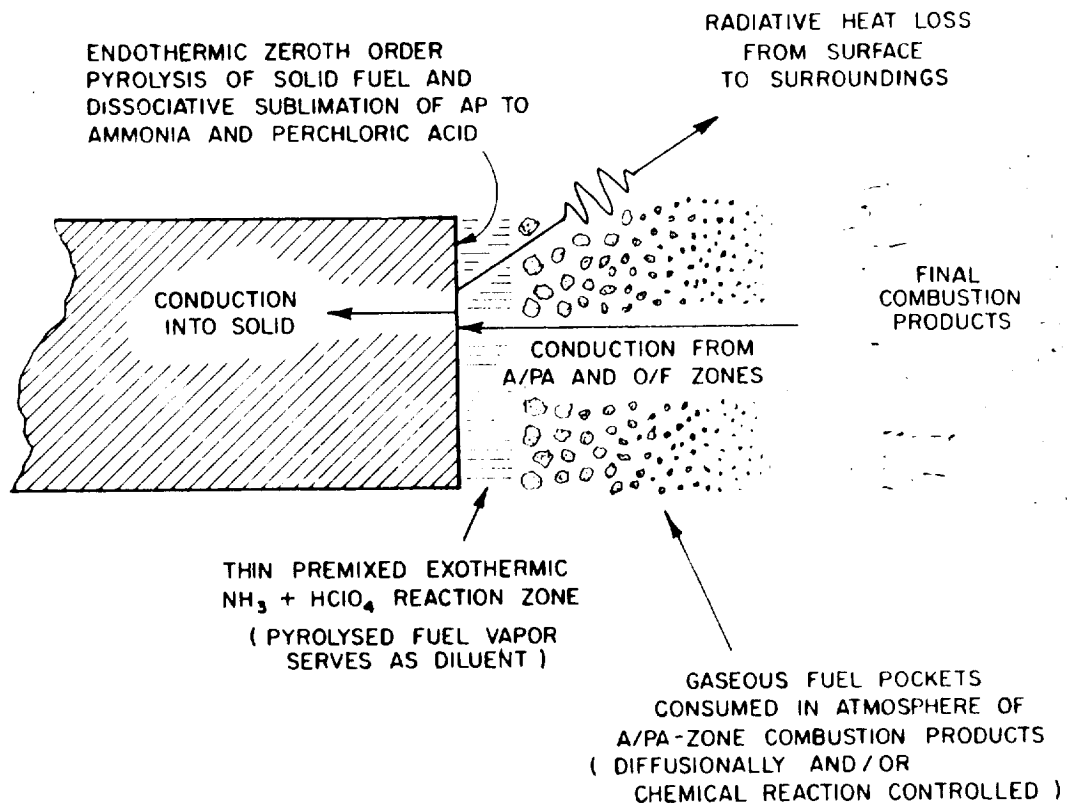 RADIATIVE HEAT LOSS
FROM SURFACE
TO SURROUNDINGS
ENDOTHERMIC ZEROTH ORDER
PYROLYSIS OF SOLID FUEL AND
DISSOCIATIVE SUBLIMATION OF AP TO
AMMONIA AND PERCHLORIC ACID
CONDUCTION
INTO SOLID
FINAL
COMBUSTION
PRODUCTS
CONDUCTION FROM
A/PA AND O/F ZONES
THIN PREMIXED EXOTHERMIC
NH₃ + HClO₄ REACTION ZONE
( PYROLYSED FUEL VAPOR
SERVES AS DILUENT )
GASEOUS FUEL POCKETS
CONSUMED IN ATMOSPHERE OF
A/PA-ZONE COMBUSTION PRODUCTS
( DIFFUSIONALLY AND/OR
CHEMICAL REACTION CONTROLLED )